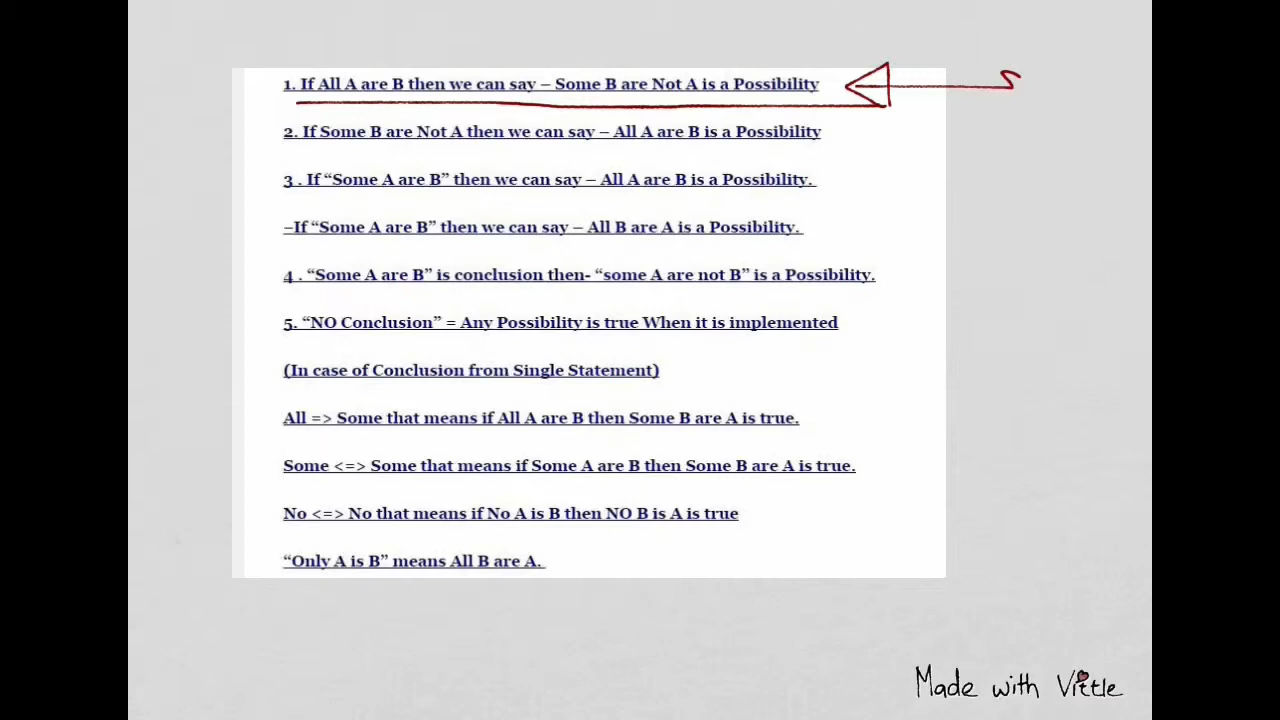 1. If All A are B then we can say – Some B are Not A is a Possibility
2. If Some B are Not A then we can say – All A are B is a Possibility
3 . If “Some A are B” then we can say – All A are B is a Possibility.
–If “Some A are B” then we can say – All B are A is a Possibility.
4 . “Some A are B” is conclusion then- “some A are not B” is a Possibility.
5. “NO Conclusion” = Any Possibility is true When it is implemented
(In case of Conclusion from Single Statement)
All => Some that means if All A are B then Some B are A is true.
Some <=> Some that means if Some A are B then Some B are A is true.
No <=> No that means if No A is B then NO B is A is true
“Only A is B” means All B are A.
Made with Vittle